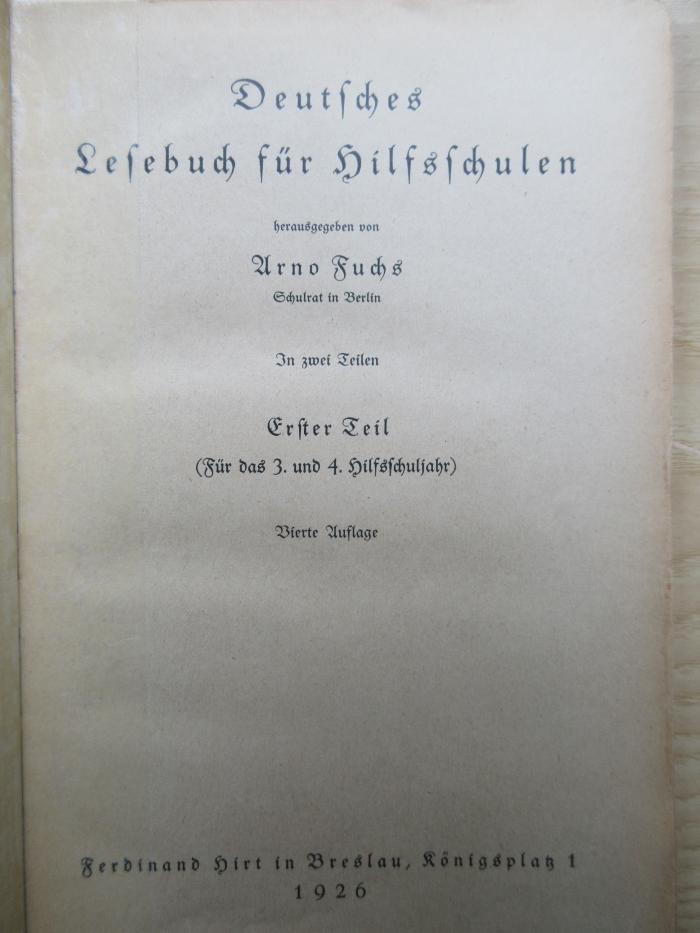 Deutſches
Leſebuch für Hilfsſchulen
herausgegeben von
Arno Fuchs
Schulrat in Berlin
In zwei Teilen
Erſter Teil
(Für das 3. und 4. Hilfsſchuljahr)
Vierte Auflage
Ferdinand Hirt in Breslau, Königsplatz 1
1926